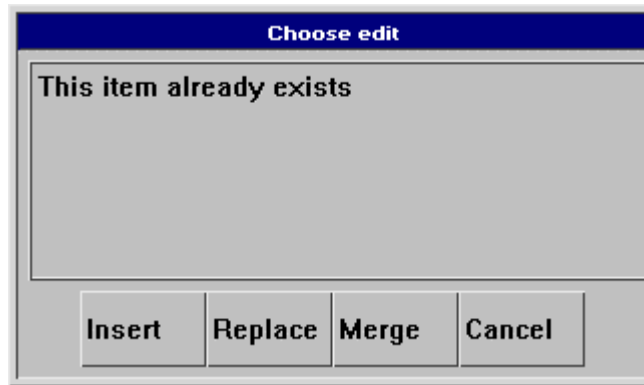 Choose edit
This item already exists
Insert Replace Merge Cancel